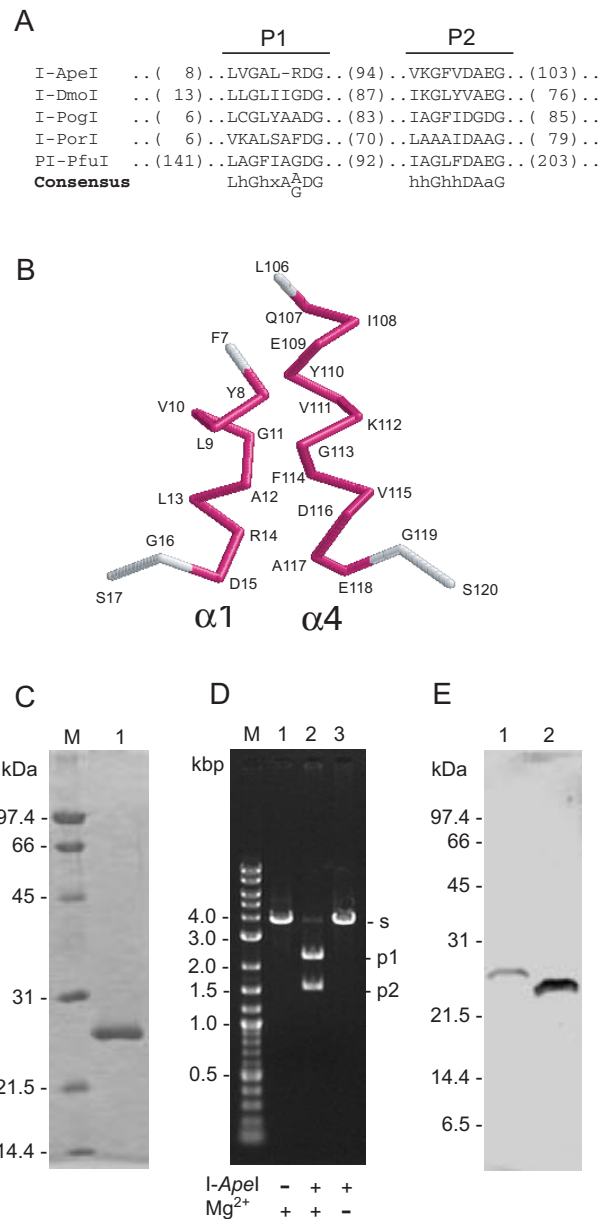 A
P1 P2
I-ApeI ..( 8)..LVGAL-RDG..(94)..VKGFVDAEG..(103)..
I-DmoI ..( 13)..LLGLIIGDG..(87)..IKGLYVAEG..( 76)..
I-PogI ..( 6)..LCGLYAADG..(83)..IAGFIDGDG..( 85)..
I-PorI ..( 6)..VKALSAFDG..(70)..LAAAIDAAG..( 79)..
PI-PfuI ..(141)..LAGFIAGDG..(92)..IAGLFDAEG..(203)..
Consensus LhGhxAADG hhGhhDAaG
G
B
L106
Q107
I108
F7
E109
Y8
Y110
V10
V111
L9
G11
K112
G113
L13
A12
F114
V115
R14
D116
G16
A117
G119
S17
D15
E118
S120
α1 α4
C
M 1
kDa
97.4 -
66 -
45 -
31 -
21.5 -
14.4 -
D
M 1 2 3
kbp
4.0 -
3.0 -
2.0 -
1.5 -
1.0 -
0.5 -
- s
- p1
- p2
I-ApeI - + +
Mg2+ + + -
E
1 2
kDa
97.4 -
66 -
45 -
31 -
21.5 -
14.4 -
6.5 -